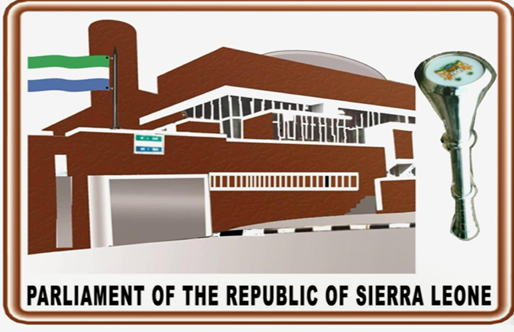 PARLIAMENT OF THE REPUBLIC OF SIERRA LEONE